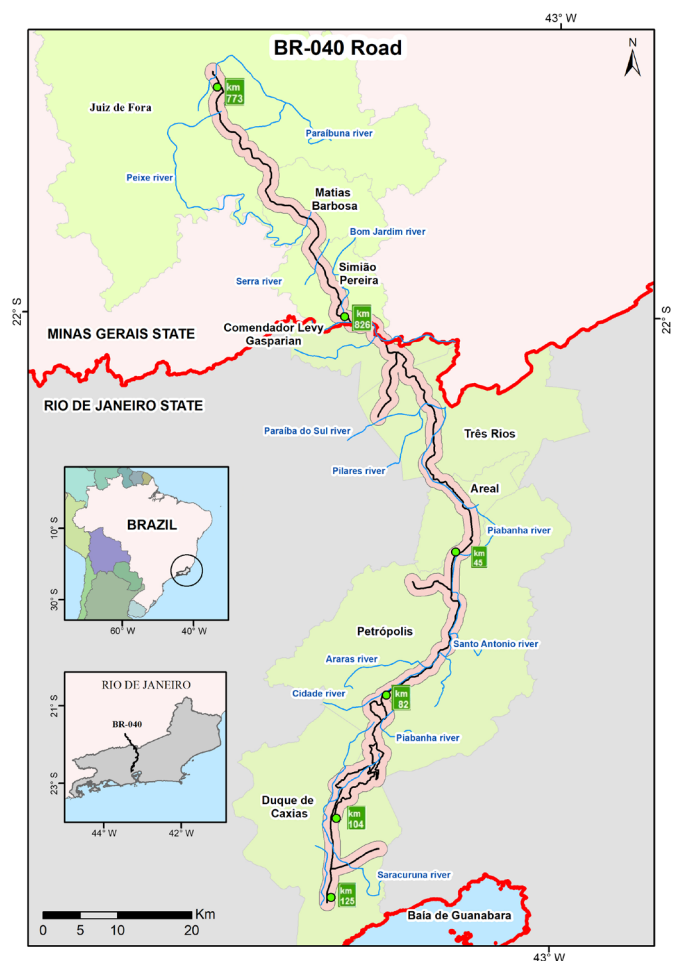 43° W
BR-040 Road
N
km
773
Juiz de Fora
Paraíbuna river
Peixe river
Matias
Barbosa
Bom Jardim river
Simião
Pereira
Serra river
22° S
km
826
22° S
Comendador Levy
Gasparian
MINAS GERAIS STATE
RIO DE JANEIRO STATE
Paraíba do Sul river
Três Rios
Pilares river
Areal
BRAZIL
10° S
30° S
60° W
40° W
Piabanha river
km
45
Petrópolis
Santo Antonio river
Araras river
Cidade river
km
82
RIO DE JANEIRO
BR-040
21° S
23° S
44° W
42° W
Piabanha river
Duque de
Caxias
km
104
Saracuruna river
km
125
Baia de Guanabara
Km
0 5 10 20
43° W